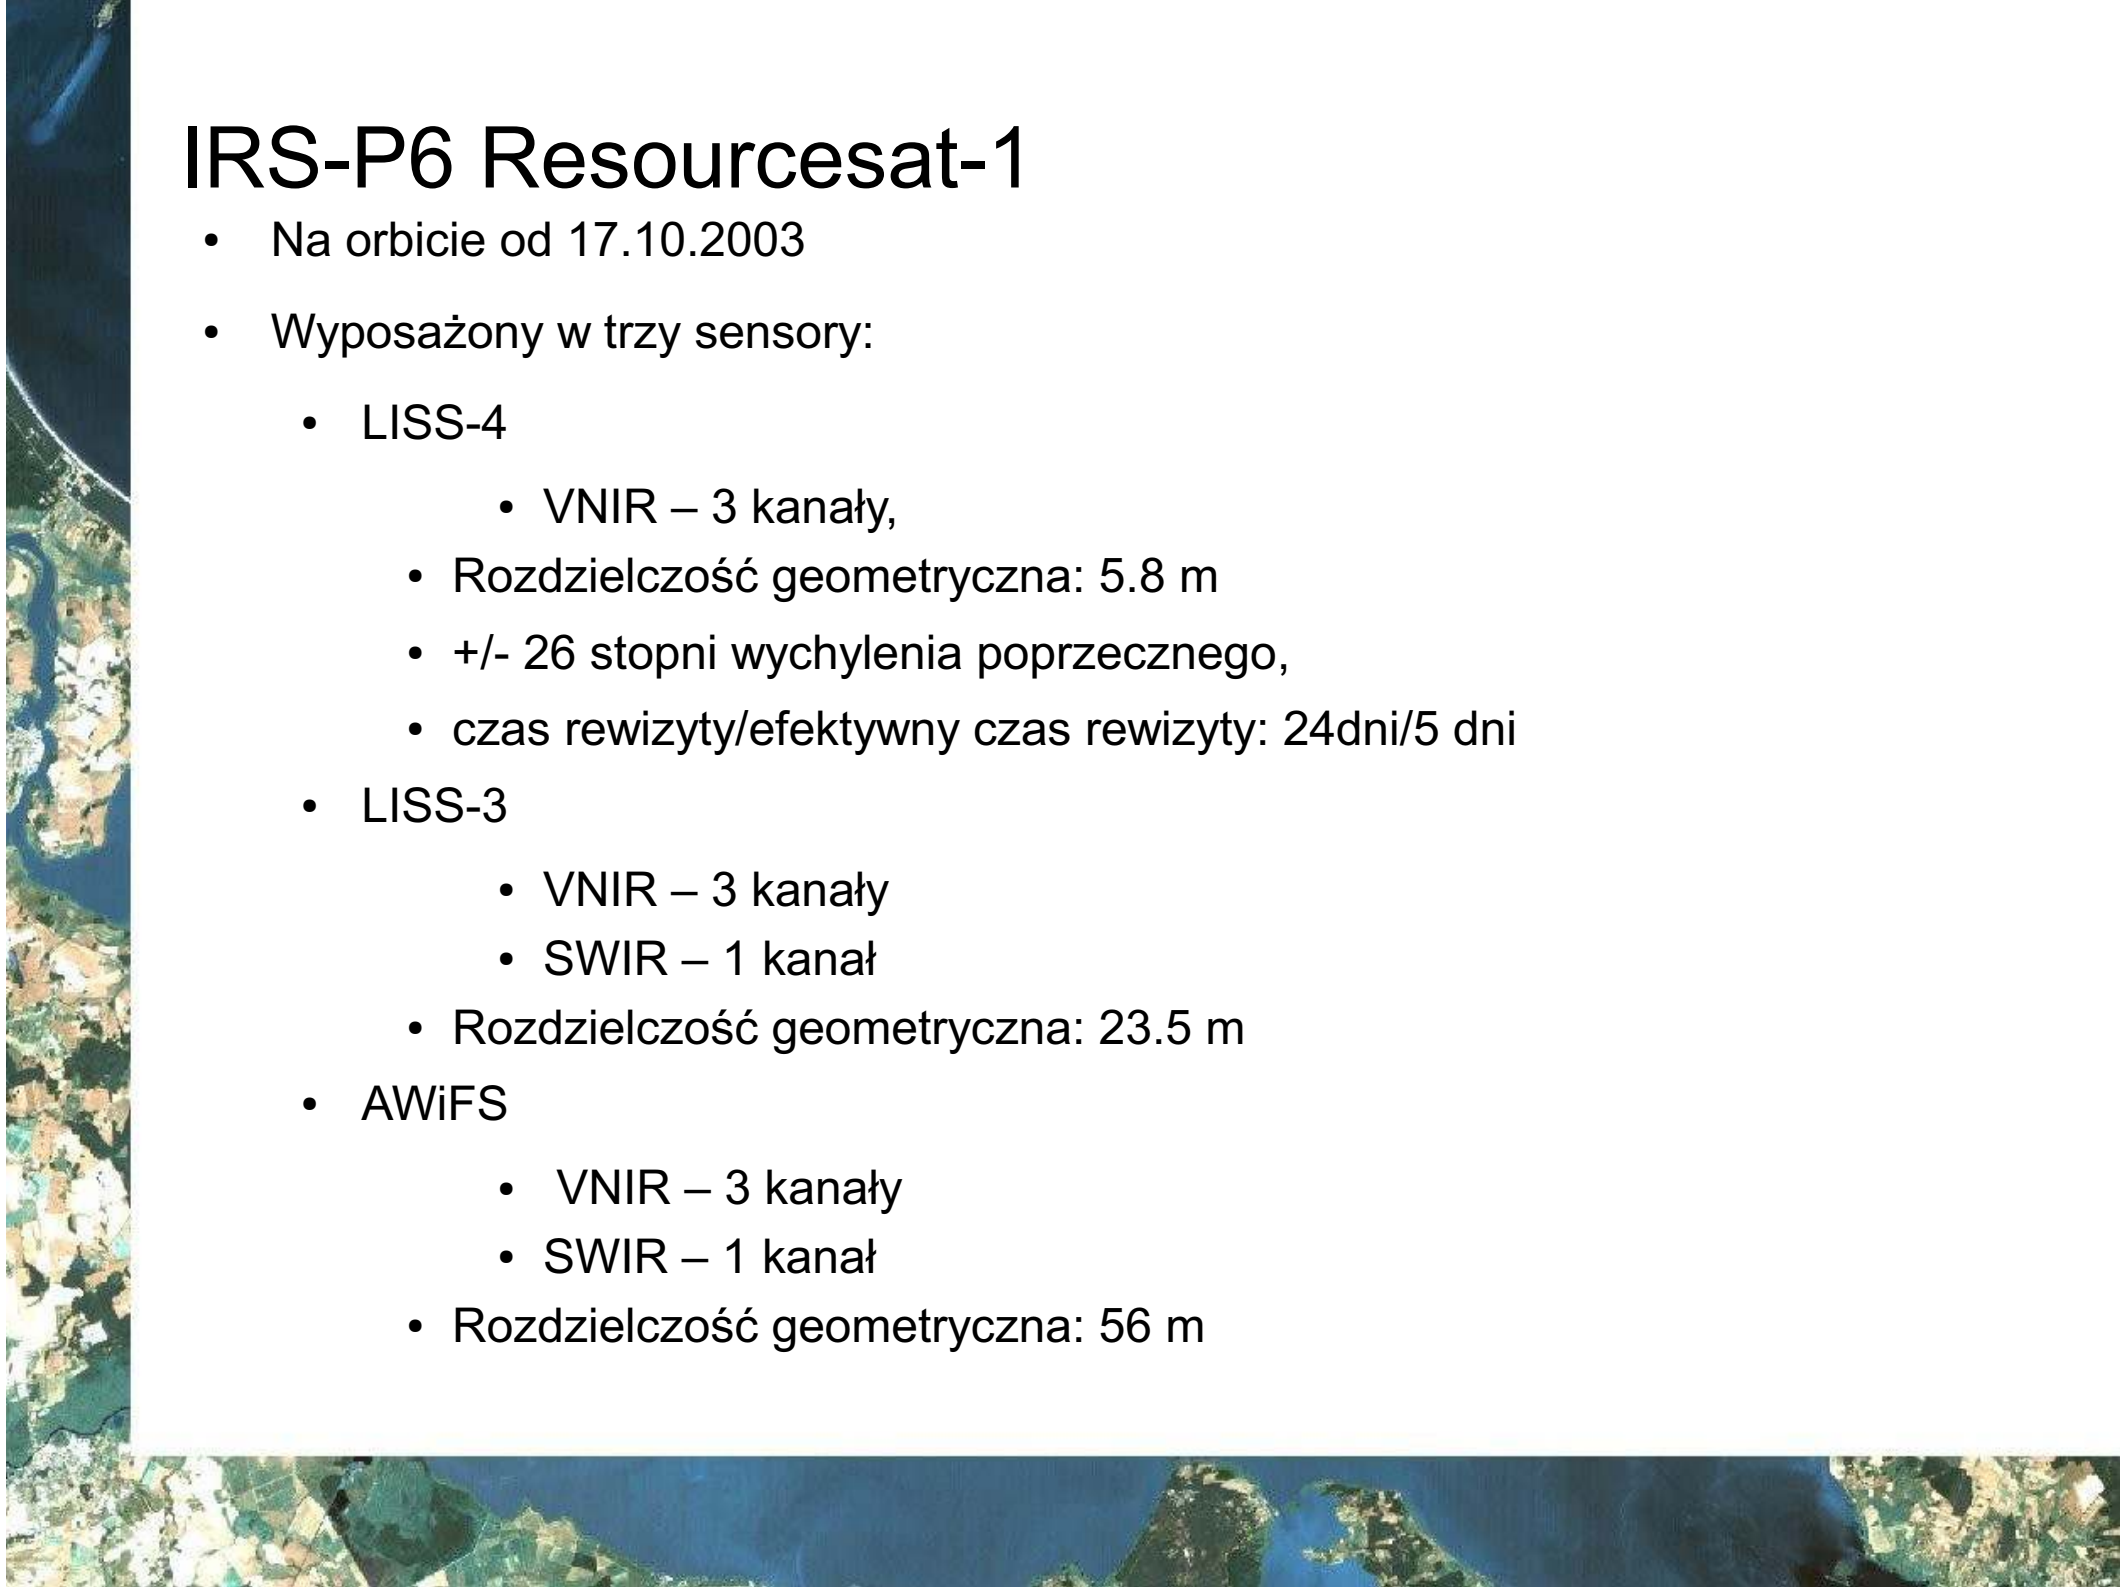 IRS-P6 Resourcesat-1
• Na orbicie od 17.10.2003
• Wyposażony w trzy sensory:
• LISS-4
• VNIR – 3 kanały,
• Rozdzielczość geometryczna: 5.8 m
• +/- 26 stopni wychylenia poprzecznego,
• czas rewizyty/efektywny czas rewizyty: 24dni/5 dni
• LISS-3
• VNIR – 3 kanały
• SWIR – 1 kanał
• Rozdzielczość geometryczna: 23.5 m
• AWiFS
• VNIR – 3 kanały
• SWIR – 1 kanał
• Rozdzielczość geometryczna: 56 m